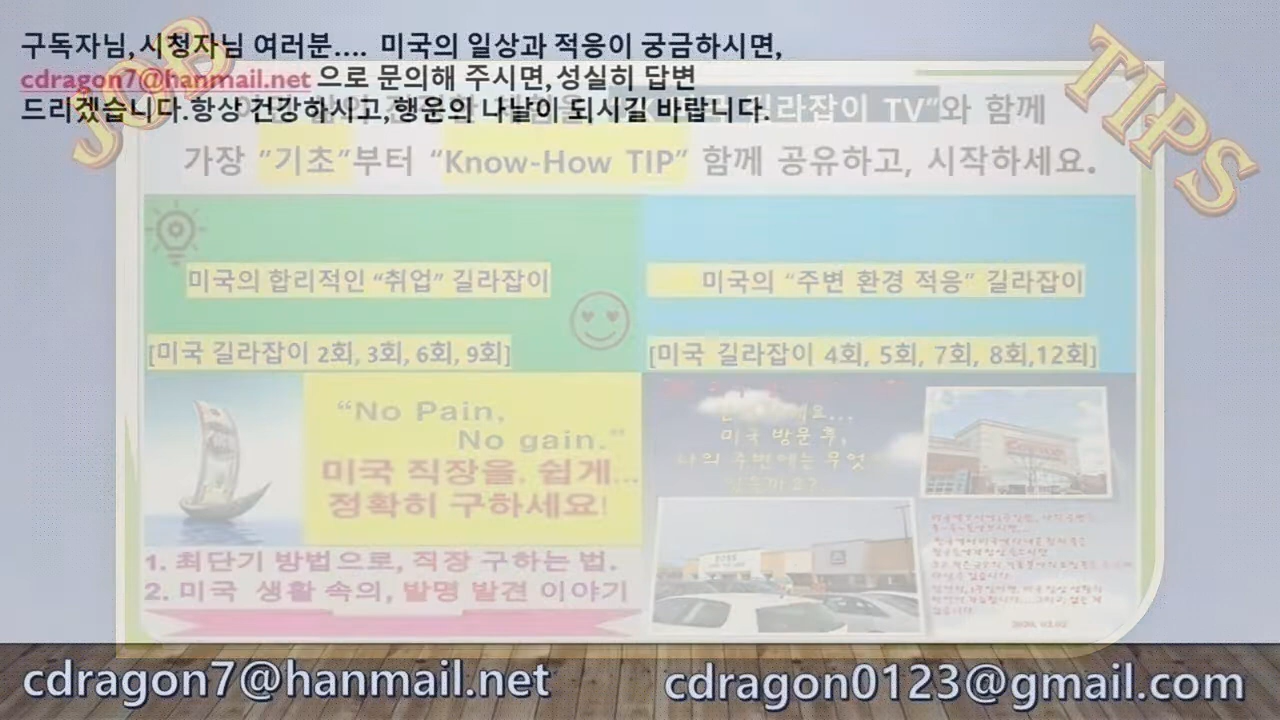 JOB
TIPS
구독자님, 시청자님 여러분.... 미국의 일상과 적응이 궁금하시면,
cdragon7@hanmail.net 으로 문의해 주시면, 성실히 답변
드리겠습니다.항상 건강하시고, 행운의 나날이 되시길 바랍니다.
길라잡이 TV”와 함께
가장 “기초”부터 “Know-How TIP” 함께 공유하고, 시작하세요.
미국의 합리적인 “취업” 길라잡이
미국의 “주변 환경 적응” 길라잡이
[미국 길라잡이 2회, 3회, 6회, 9회]
[미국 길라잡이 4회, 5회, 7회, 8회,12회]
“No Pain,
No gain.”
미국 직장을, 쉽게...
정확히 구하세요!
미국 방문 후,
나의 주변에는 무엇
1. 최단기 방법으로, 직장 구하는 법.
2. 미국 생활 속의, 발명 발견 이야기
cdragon7@hanmail.net
cdragon0123@gmail.com